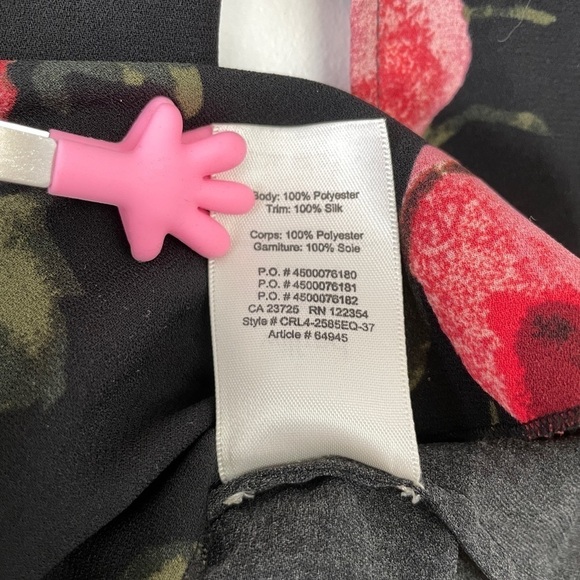 Body: 100% Polyester
Trim: 100% Silk
Corps: 100% Polyester
Garniture: 100% Soie
P.O. # 4500076180
P.O. # 4500076181
P.O. # 4500076182
CA 23725 RN 122354
Style # CRL4-2585EQ-37
Article # 64945